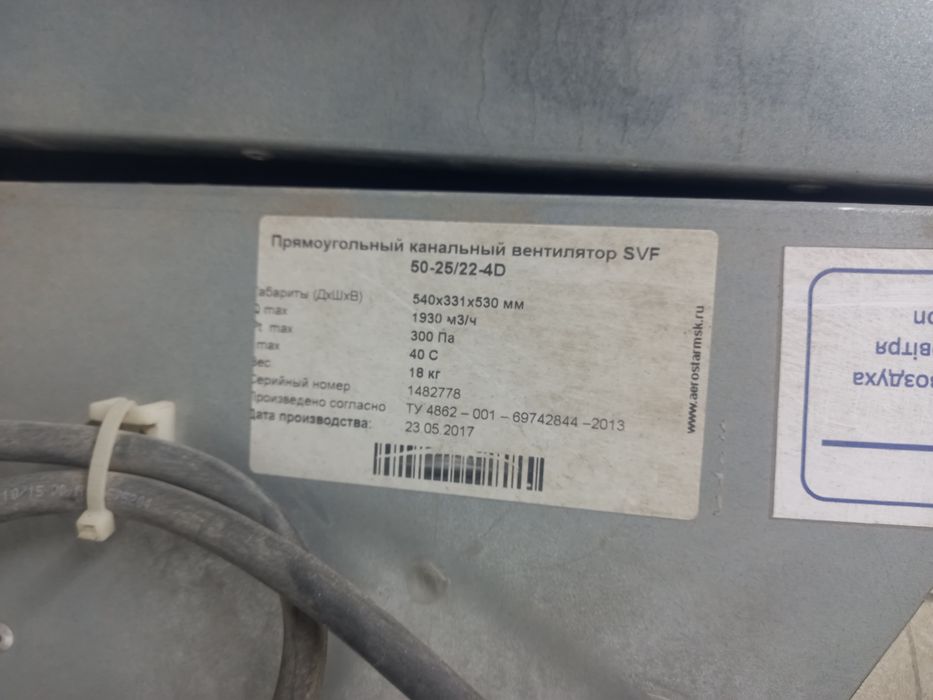 Прямоугольный канальный вентилятор SVF
50-25/22-4D
абариты (ДхШхВ) 540x331x530 мм
max 1930 м3/ч
max 300 Па
max 40 С
ес 18 кг
ерийный номер 1482778
роизведено согласно ТУ 4862 – 001 – 69742844 –2013
ата производства: 23.05.2017
www.aerostarmsk.ru
оздуха